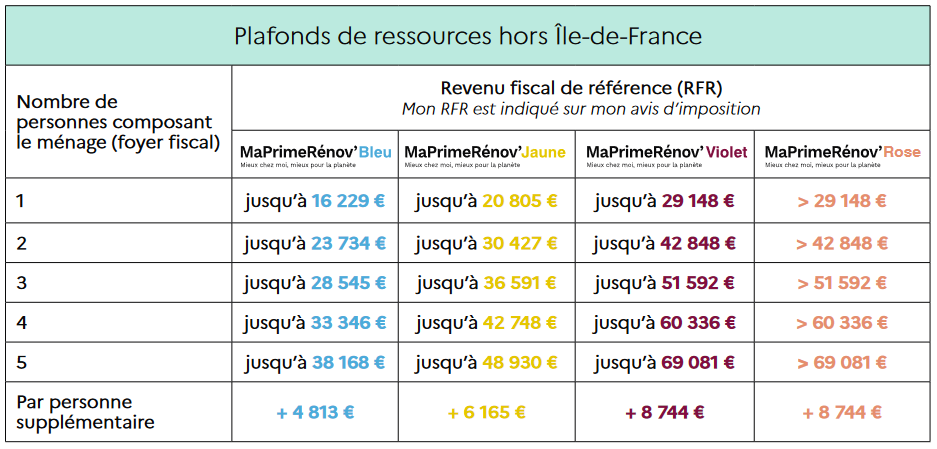 Plafonds de ressources hors Île-de-France
Nombre de
personnes composant
le ménage (foyer fiscal)
Revenu fiscal de référence (RFR)
Mon RFR est indiqué sur mon avis d’imposition
MaPrimeRénov’Bleu
Mieux chez moi, mieux pour la planète
MaPrimeRénov’Jaune
Mieux chez moi, mieux pour la planète
MaPrimeRénov’Violet
Mieux chez moi, mieux pour la planète
MaPrimeRénov’Rose
Mieux chez moi, mieux pour la planète
1 jusqu’à 16 229 € jusqu’à 20 805 € jusqu’à 29 148 € > 29 148 €
2 jusqu’à 23 734 € jusqu’à 30 427 € jusqu’à 42 848 € > 42 848 €
3 jusqu’à 28 545 € jusqu’à 36 591 € jusqu’à 51 592 € > 51 592 €
4 jusqu’à 33 346 € jusqu’à 42 748 € jusqu’à 60 336 € > 60 336 €
5 jusqu’à 38 168 € jusqu’à 48 930 € jusqu’à 69 081 € > 69 081 €
Par personne
supplémentaire
+ 4 813 € + 6 165 € + 8 744 € + 8 744 €